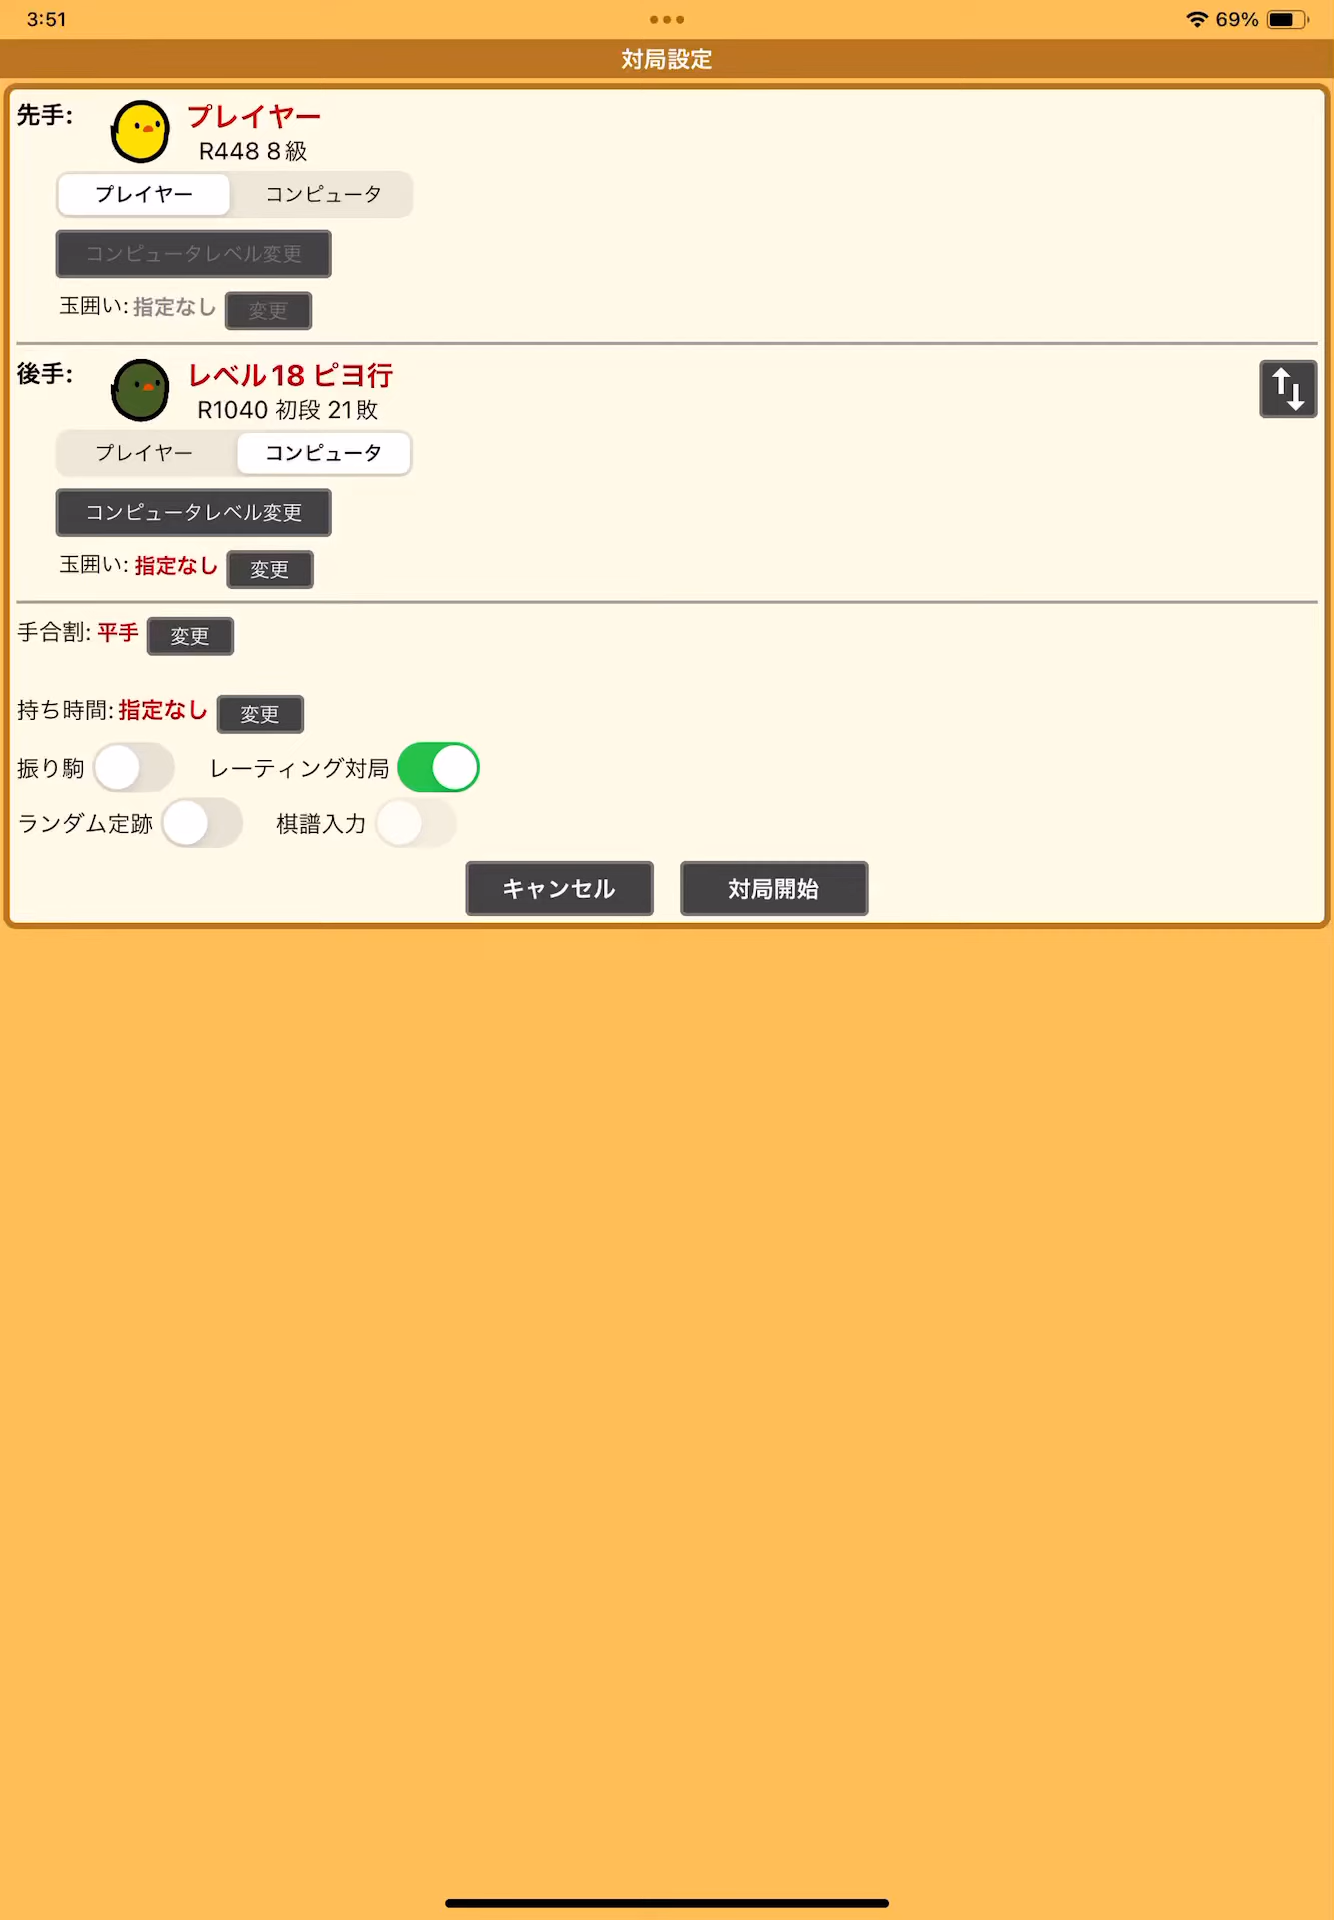 3:51
69%
対局設定
先手:
プレイヤー
R448 8級
プレイヤー コンピュータ
コンピュータレベル変更
玉囲い: 指定なし 変更
後手:
レベル18 ピヨ行
R1040 初段 21敗
プレイヤー コンピュータ
コンピュータレベル変更
玉囲い: 指定なし 変更
手合割: 平手 変更
持ち時間: 指定なし 変更
振り駒 レーティング対局
ランダム定跡 棋譜入力
キャンセル 対局開始